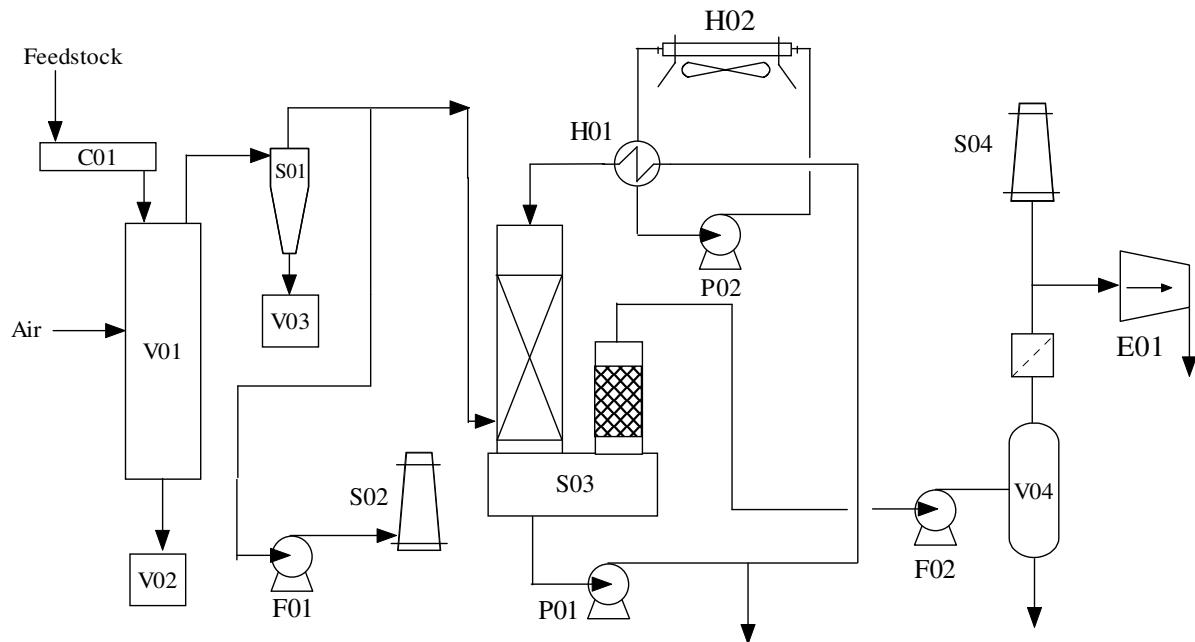 H02
Feedstock
H01
S04
C01
S01
P02
V03
Air
V01
E01
S02
S03
V04
V02
F01
P01
F02